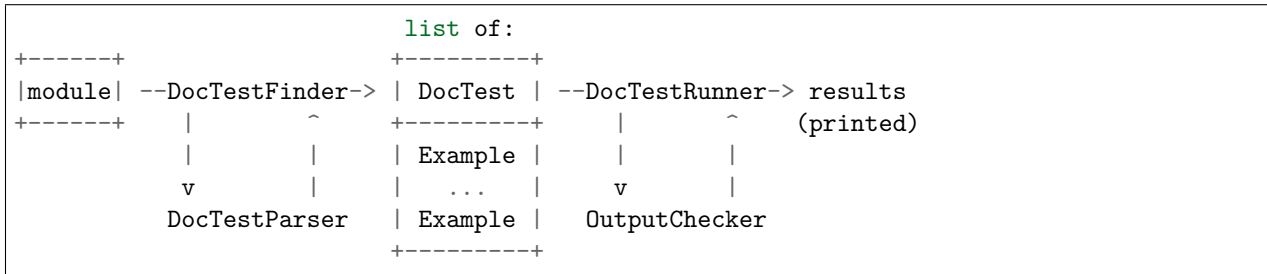 list of:
+------+                   +---------+
|module| --DocTestFinder-> | DocTest | --DocTestRunner-> results
+------+    |        ^     +---------+     |       ^    (printed)
            |        |     | Example |     |       |
            v        |     |   ...   |     v       |
           DocTestParser   | Example |   OutputChecker
                           +---------+